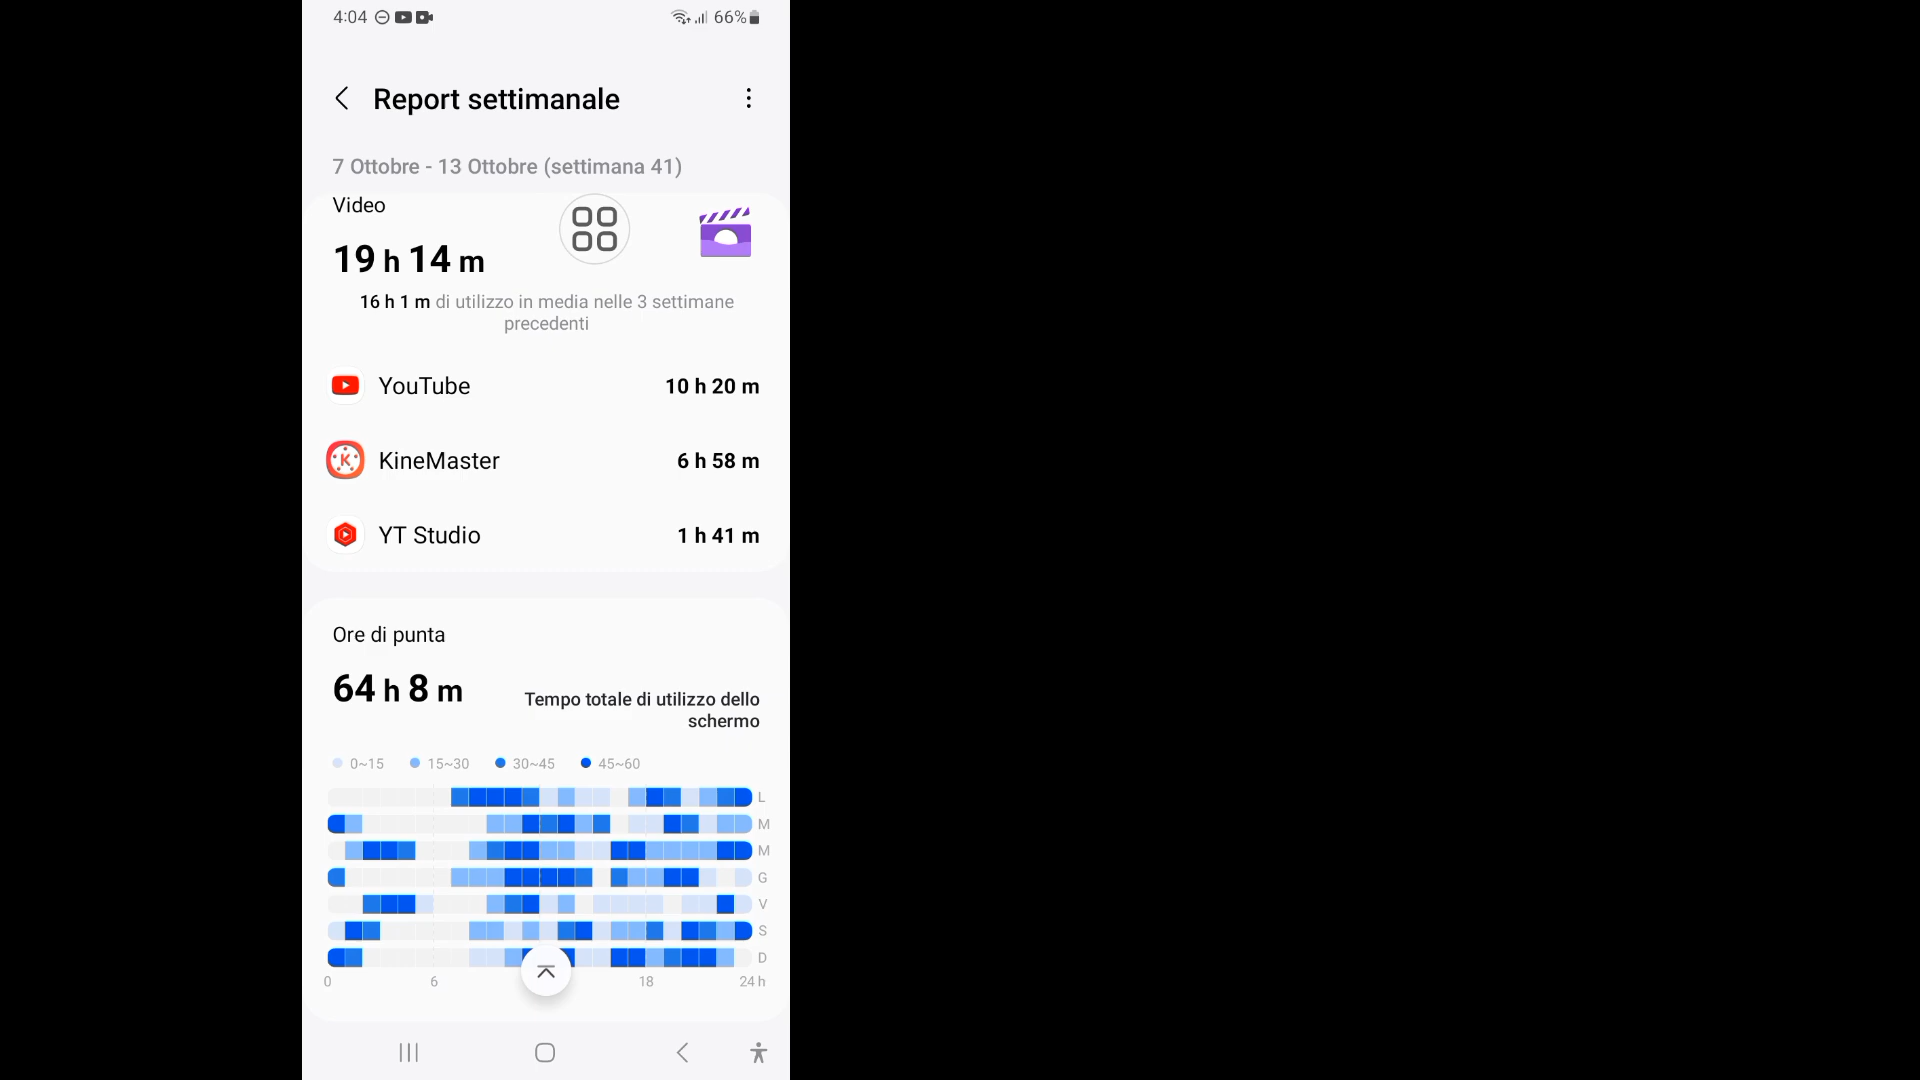 4:04
66%
Report settimanale
7 Ottobre - 13 Ottobre (settimana 41)
Video
19 h 14 m
16 h 1 m di utilizzo in media nelle 3 settimane
precedenti
YouTube 10 h 20 m
KineMaster 6 h 58 m
YT Studio 1 h 41 m
Ore di punta
64 h 8 m
Tempo totale di utilizzo dello
schermo
0~15 15~30 30~45 45~60
L
M
M
G
V
S
D
0 6 18 24 h